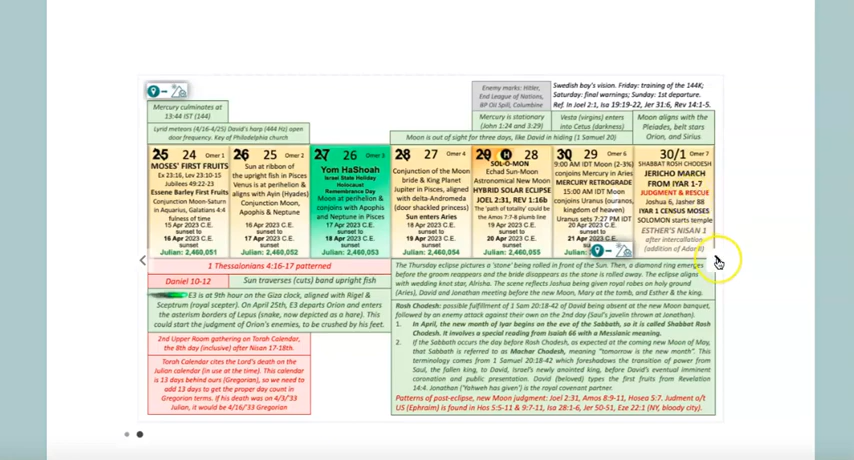 Mercury culminates at
13:44 IST (144)
Lyrid meteors (4/16-4/25) David's harp (444 Hz) open
door frequency. Key of Philadelphia church
Enemy marks: Hitler,
End League of Nations,
BP Oil Spill, Columbine
Swedish boy's vision. Friday: training of the 144K;
Saturday: final warnings; Sunday: 1st departure.
Ref. In Joel 2:1, Isa 19:19-22, Jer 31:6, Rev 14:1-5.
Mercury is stationary
(John 1:24 and 3:29)
Vesta (virgins) enters
into Cetus (darkness)
Moon aligns with the
Pleiades, belt stars
Orion, and Sirius
Moon is out of sight for three days, like David in hiding (1 Samuel 20)
25 24 Omer 1
MOSES' FIRST FRUITS
Ex 23:16, Lev 23:10-15
Jubilees 49:22-23
Essene Barley First Fruits
Conjunction Moon-Saturn
in Aquarius, Galatians 4:4
fulness of time
15 Apr 2023 C.E.
sunset to
16 Apr 2023 C.E.
sunset
Julian: 2,460,051
26 25 Omer 2
Sun at ribbon of
the upright fish in Pisces
Venus is at perihelion &
aligns with Ayin (Hyades)
Conjunction Moon,
Apophis & Neptune
16 Apr 2023 C.E.
sunset to
17 Apr 2023 C.E.
sunset
Julian: 2,460,052
27 26 Omer 3
Yom HaShoah
Israel State Holiday
Holocaust
Remembrance Day
Moon at perihelion &
conjoins with Apophis
and Neptune in Pisces
17 Apr 2023 C.E.
sunset to
18 Apr 2023 C.E.
sunset
Julian: 2,460,053
28 27 Omer 4
Conjunction of the Moon
bride & King Planet
Jupiter in Pisces, aligned
with delta-Andromeda
(door shackled princess)
Sun enters Aries
18 Apr 2023 C.E.
sunset to
19 Apr 2023 C.E.
sunset
Julian: 2,460,054
29 H 28
SOL-O-MON
Echad Sun-Moon
Astronomical New Moon
HYBRID SOLAR ECLIPSE
JOEL 2:31, REV 1:16b
The 'path of totality' could be
the Amos 7:7-8 plumb line
19 Apr 2023 C.E.
sunset to
20 Apr 2023 C.E.
sunset
Julian: 2,460,055
30 29 Omer 6
9:00 AM IDT Moon (2-3%)
conjoins Mercury in Aries
MERCURY RETROGRADE
15:00 AM IDT Moon
conjoins Uranus (ouranos,
kingdom of heaven)
Uranus sets 7:27 PM IDT
20 Apr 2023 C.E.
sunset to
21 Apr 2023 C.E.
30/1 Omer 7
SHABBAT ROSH CHODESH
JERICHO MARCH
FROM IYAR 1-7
JUDGMENT & RESCUE
Joshua 6, Jasher 88
IYAR 1 CENSUS MOSES
SOLOMON starts temple
ESTHER'S NISAN 1
after intercallation
(addition of Adar II)
1 Thessalonians 4:16-17 patterned
Daniel 10-12
Sun traverses (cuts) band upright fish
E3 is at 9th hour on the Giza clock, aligned with Rigel &
Sceptrum (royal scepter). On April 25th, E3 departs Orion and enters
the asterism borders of Lepus (snake, now depicted as a hare). This
could start the judgment of Orion's enemies, to be crushed by his feet.
2nd Upper Room gathering on Torah Calendar,
the 8th day (inclusive) after Nisan 17-18th.
Torah Calendar cites the Lord's death on the
Julian calendar (in use at the time). This
calendar is 13 days behind ours (Gregorian), so we need to
add 13 days to get the proper day count in
Gregorian terms. If his death was on 4/3/'33
Julian, it would be 4/16/'33 Gregorian
The Thursday eclipse pictures a 'stone' being rolled in front of the Sun. Then, a diamond ring emerges
before the groom reappears and the bride disappears as the stone is rolled away. The eclipse aligns
with wedding knot star, Alrisha. The scene reflects Jonathan being given royal robes on holy ground
(Aries), David and Jonathan meeting before the new Moon, Mary at the tomb, and Esther & the king.
Rosh Chodesh: possible fulfillment of 1 Sam 20:18-42 of David being absent at the new Moon banquet,
followed by an enemy attack against their own on the 2nd day (Saul's javelin thrown at Jonathan).
1. In April, the new month of Iyar begins on the eve of the Sabbath, so it is called Shabbat Rosh
Chodesh. It involves a special reading from Isaiah 66 with a Messianic meaning.
2. If the Sabbath occurs the day before Rosh Chodesh, as expected at the coming new Moon of May,
that Sabbath is referred to as Machar Chodesh, meaning "tomorrow is the new month". This
terminology comes from 1 Samuel 20:18-42 which foreshadows the transition of power from
Saul, the fallen king, to David, Israel's newly anointed king, before David's eventual imminent
coronation and public presentation. David (beloved) types the first fruits from Revelation
14:4. Jonathan ('Yahweh has given') is the royal covenant partner.
Patterns of post-eclipse, new Moon judgment: Joel 2:31, Amos 8:9-11, Hosea 5:7. Judment o/t
US (Ephraim) is found in Hos 5:5-11 & 9:7-11, Isa 28:1-6, Jer 50-51, Eze 22:1 (NY, bloody city).